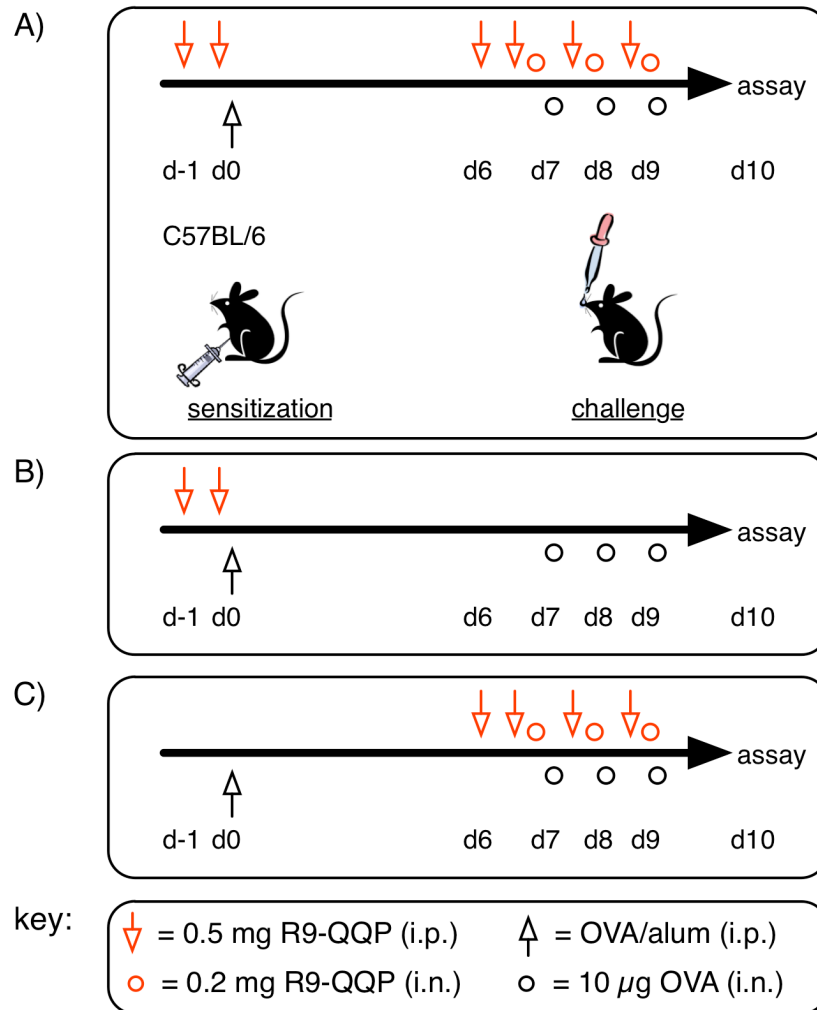 A)
assay
d-1 d0 d6 d7 d8 d9 d10
C57BL/6
sensitization challenge
B)
assay
d-1 d0 d6 d7 d8 d9 d10
C)
assay
d-1 d0 d6 d7 d8 d9 d10
key:
= 0.5 mg R9-QQP (i.p.) = OVA/alum (i.p.)
= 0.2 mg R9-QQP (i.n.) = 10 µg OVA (i.n.)